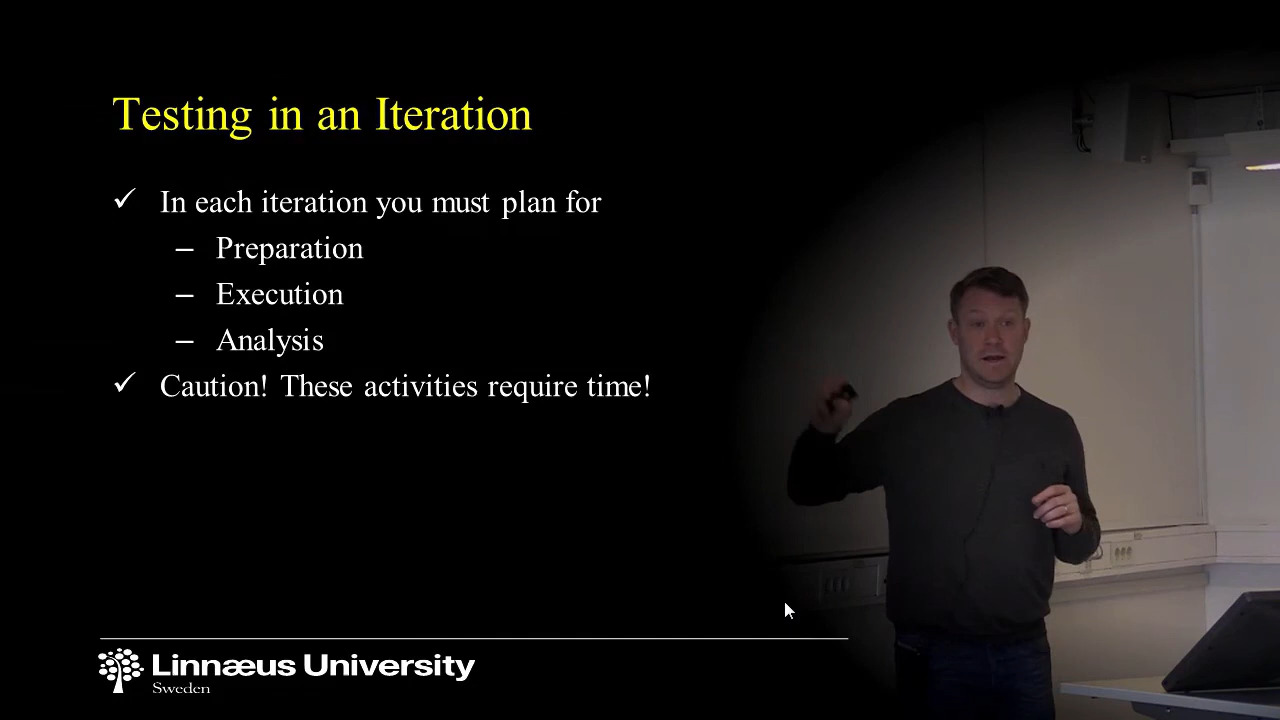 Testing in an Iteration
✓ In each iteration you must plan for
– Preparation
– Execution
– Analysis
✓ Caution! These activities require time!
Linnæus University
Sweden